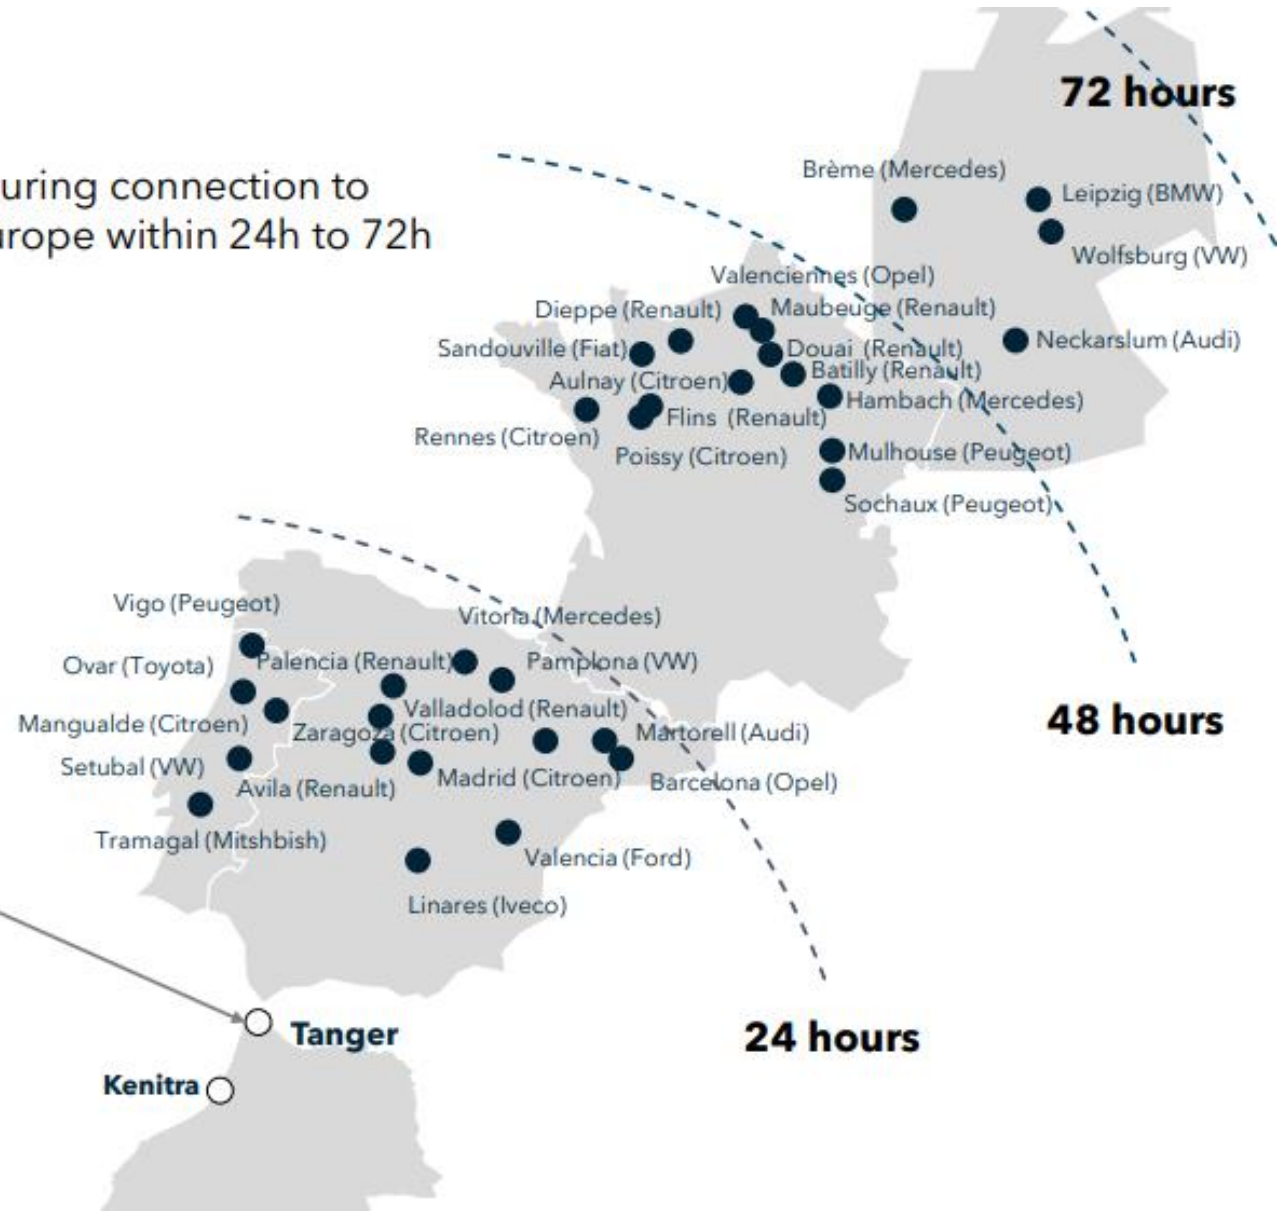 72 hours
Brème (Mercedes)
uring connection to
Leipzig (BMW)
urope within 24h to 72h
Wolfsburg (VW)
Valenciennes (Opel)
Dieppe (Renault)
Maubeuge (Renault)
Neckarslum (Audi)
Sandouville (Fiat)
Douai (Renault)
Batilly (Renault)
Aulnay (Citroen)
Hambach (Mercedes)
Flins (Renault)
Rennes (Citroen)
Poissy (Citroen)
Mulhouse (Peugeot)
Sochaux (Peugeot)
Vigo (Peugeot)
Vitoria (Mercedes)
Ovar (Toyota)
Palencia (Renault)
Pamplona (VW)
Valladolod (Renault)
48 hours
Mangualde (Citroen)
Zaragoza (Citroen)
Martorell (Audi)
Setubal (VW)
Madrid (Citroen)
Barcelona (Opel)
Avila (Renault)
Tramagal (Mitshbish)
Valencia (Ford)
Linares (Iveco)
Tanger
24 hours
Kenitra